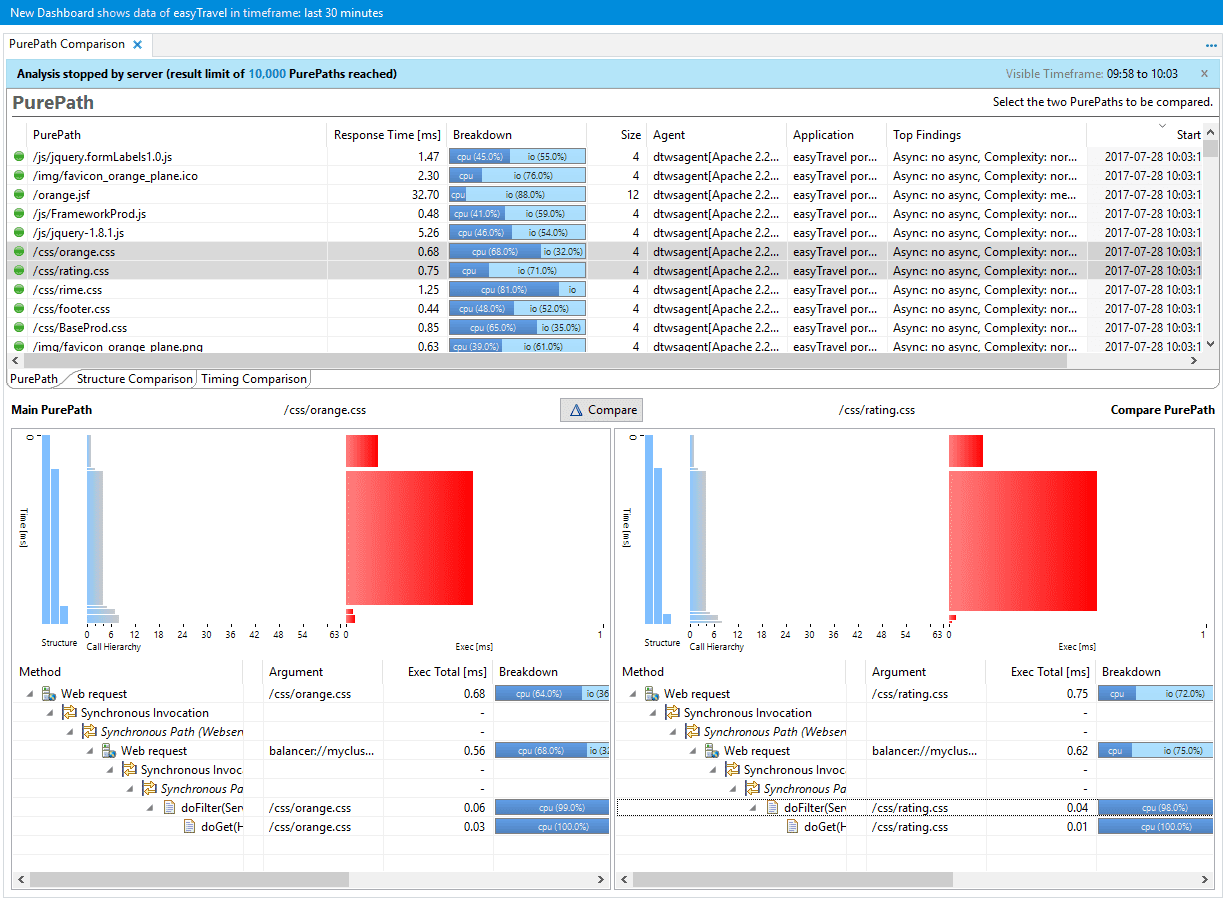 New Dashboard shows data of easyTravel in timeframe: last 30 minutes
PurePath Comparison
Analysis stopped by server (result limit of 10,000 PurePaths reached) Visible Timeframe: 09:58 to 10:03
PurePath Select the two PurePaths to be compared.
PurePath Response Time [ms] Breakdown Size Agent Application Top Findings Start
/js/jquery.formLabels1.0.js 1.47 cpu (45.0%) io (55.0%) 4 dtwsagent[Apache 2.2... easyTravel por... Async: no async, Complexity: nor... 2017-07-28 10:03:1
/img/favicon_orange_plane.ico 2.30 cpu io (76.0%) 4 dtwsagent[Apache 2.2... easyTravel por... Async: no async, Complexity: nor... 2017-07-28 10:03:1
/orange.jsf 32.70 cpu io (88.0%) 12 dtwsagent[Apache 2.2... easyTravel por... Async: no async, Complexity: me... 2017-07-28 10:03:1
/js/FrameworkProd.js 0.48 cpu (41.0%) io (59.0%) 4 dtwsagent[Apache 2.2... easyTravel por... Async: no async, Complexity: nor... 2017-07-28 10:03:1
/js/jquery-1.8.1.js 5.26 cpu (46.0%) io (54.0%) 4 dtwsagent[Apache 2.2... easyTravel por... Async: no async, Complexity: nor... 2017-07-28 10:03:1
/css/orange.css 0.68 cpu (68.0%) io (32.0%) 4 dtwsagent[Apache 2.2... easyTravel por... Async: no async, Complexity: nor... 2017-07-28 10:03:1
/css/rating.css 0.75 cpu io (71.0%) 4 dtwsagent[Apache 2.2... easyTravel por... Async: no async, Complexity: nor... 2017-07-28 10:03:1
/css/rime.css 1.25 cpu (81.0%) io 4 dtwsagent[Apache 2.2... easyTravel por... Async: no async, Complexity: nor... 2017-07-28 10:03:1
/css/footer.css 0.44 cpu (48.0%) io (52.0%) 4 dtwsagent[Apache 2.2... easyTravel por... Async: no async, Complexity: nor... 2017-07-28 10:03:1
/css/BaseProd.css 0.85 cpu (65.0%) io (35.0%) 4 dtwsagent[Apache 2.2... easyTravel por... Async: no async, Complexity: nor... 2017-07-28 10:03:1
/img/favicon_orange_plane.png 0.63 cpu (39.0%) io (61.0%) 4 dtwsagent[Apache 2.2... easyTravel por... Async: no async, Complexity: nor... 2017-07-28 10:03:1
PurePath Structure Comparison Timing Comparison
Main PurePath /css/orange.css Compare /css/rating.css Compare PurePath
0 0
Time [ms] Time [ms]
0 6 12 18 24 30 36 42 48 54 63 0 1 0 6 12 18 24 30 36 42 48 54 63 0 1
Structure Call Hierarchy Exec [ms] Structure Call Hierarchy Exec [ms]
Method Argument Exec Total [ms] Breakdown Method Argument Exec Total [ms] Breakdown
Web request /css/orange.css 0.68 cpu (64.0%) io (36 Web request /css/rating.css 0.75 cpu io (72.0%)
Synchronous Invocation - Synchronous Invocation -
Synchronous Path (Webserv - Synchronous Path (Webserv -
Web request balancer://myclus... 0.56 cpu (68.0%) io (32 Web request balancer://myclus... 0.62 cpu io (75.0%)
Synchronous Invoc - Synchronous Invoc -
Synchronous Pa - Synchronous Pa -
doFilter(Serv /css/orange.css 0.06 cpu (99.0%) doFilter(Serv /css/rating.css 0.04 cpu (98.0%)
doGet(H /css/orange.css 0.03 cpu (100.0%) doGet(H /css/rating.css 0.01 cpu (100.0%)